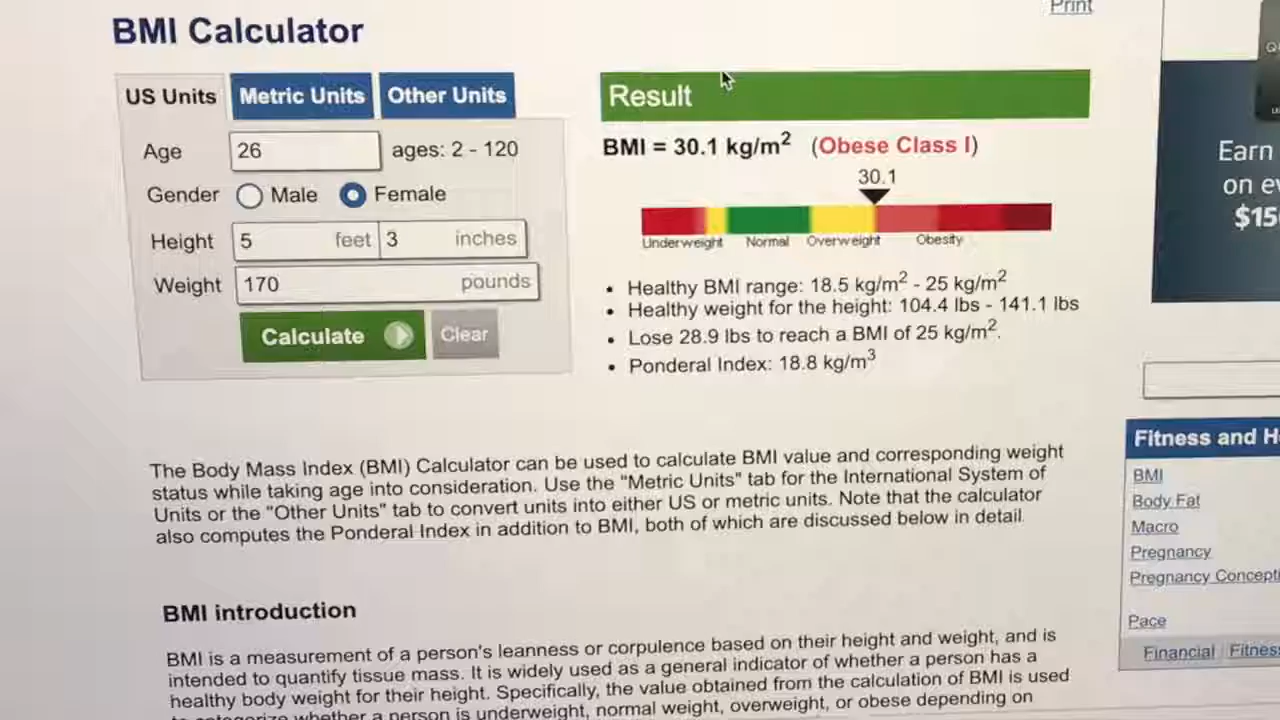 Print
BMI Calculator
US Units Metric Units Other Units
Age 26 ages: 2 - 120
Gender Male Female
Height 5 feet 3 inches
Weight 170 pounds
Calculate Clear
Result
BMI = 30.1 kg/m² (Obese Class I)
30.1
Underweight Normal Overweight Obesity
• Healthy BMI range: 18.5 kg/m² - 25 kg/m²
• Healthy weight for the height: 104.4 lbs - 141.1 lbs
• Lose 28.9 lbs to reach a BMI of 25 kg/m².
• Ponderal Index: 18.8 kg/m³
The Body Mass Index (BMI) Calculator can be used to calculate BMI value and corresponding weight
status while taking age into consideration. Use the "Metric Units" tab for the International System of
Units or the "Other Units" tab to convert units into either US or metric units. Note that the calculator
also computes the Ponderal Index in addition to BMI, both of which are discussed below in detail
BMI introduction
BMI is a measurement of a person's leanness or corpulence based on their height and weight, and is
intended to quantify tissue mass. It is widely used as a general indicator of whether a person has a
healthy body weight for their height. Specifically, the value obtained from the calculation of BMI is used
to categorize whether a person is underweight, normal weight, overweight, or obese depending on
Earn
on
$15
Fitness and
BMI
Body Fat
Macro
Pregnancy
Pregnancy
Pace
Financial Fitness